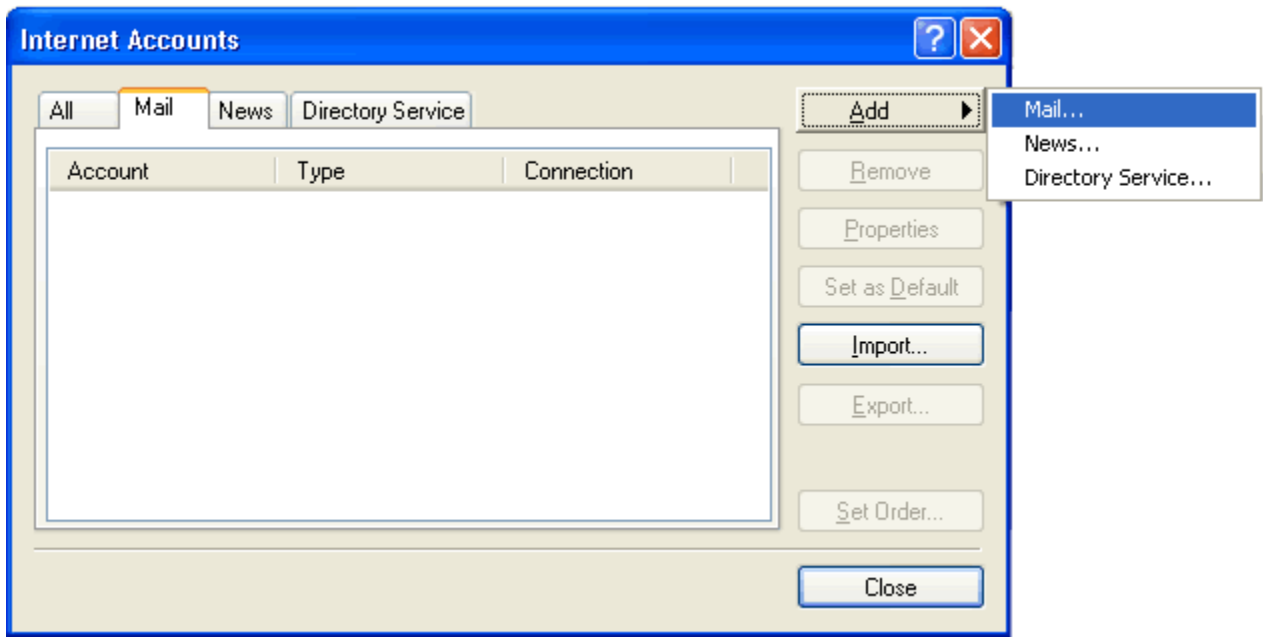 Internet Accounts
All Mail News Directory Service
Account Type Connection
Add
Remove
Properties
Set as Default
Import...
Export...
Set Order...
Close
Mail...
News...
Directory Service...